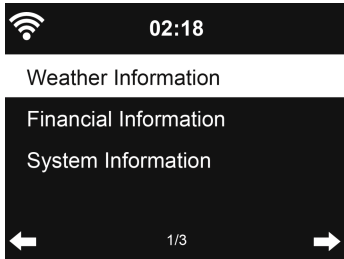 02:18
Weather Information
Financial Information
System Information
1/3